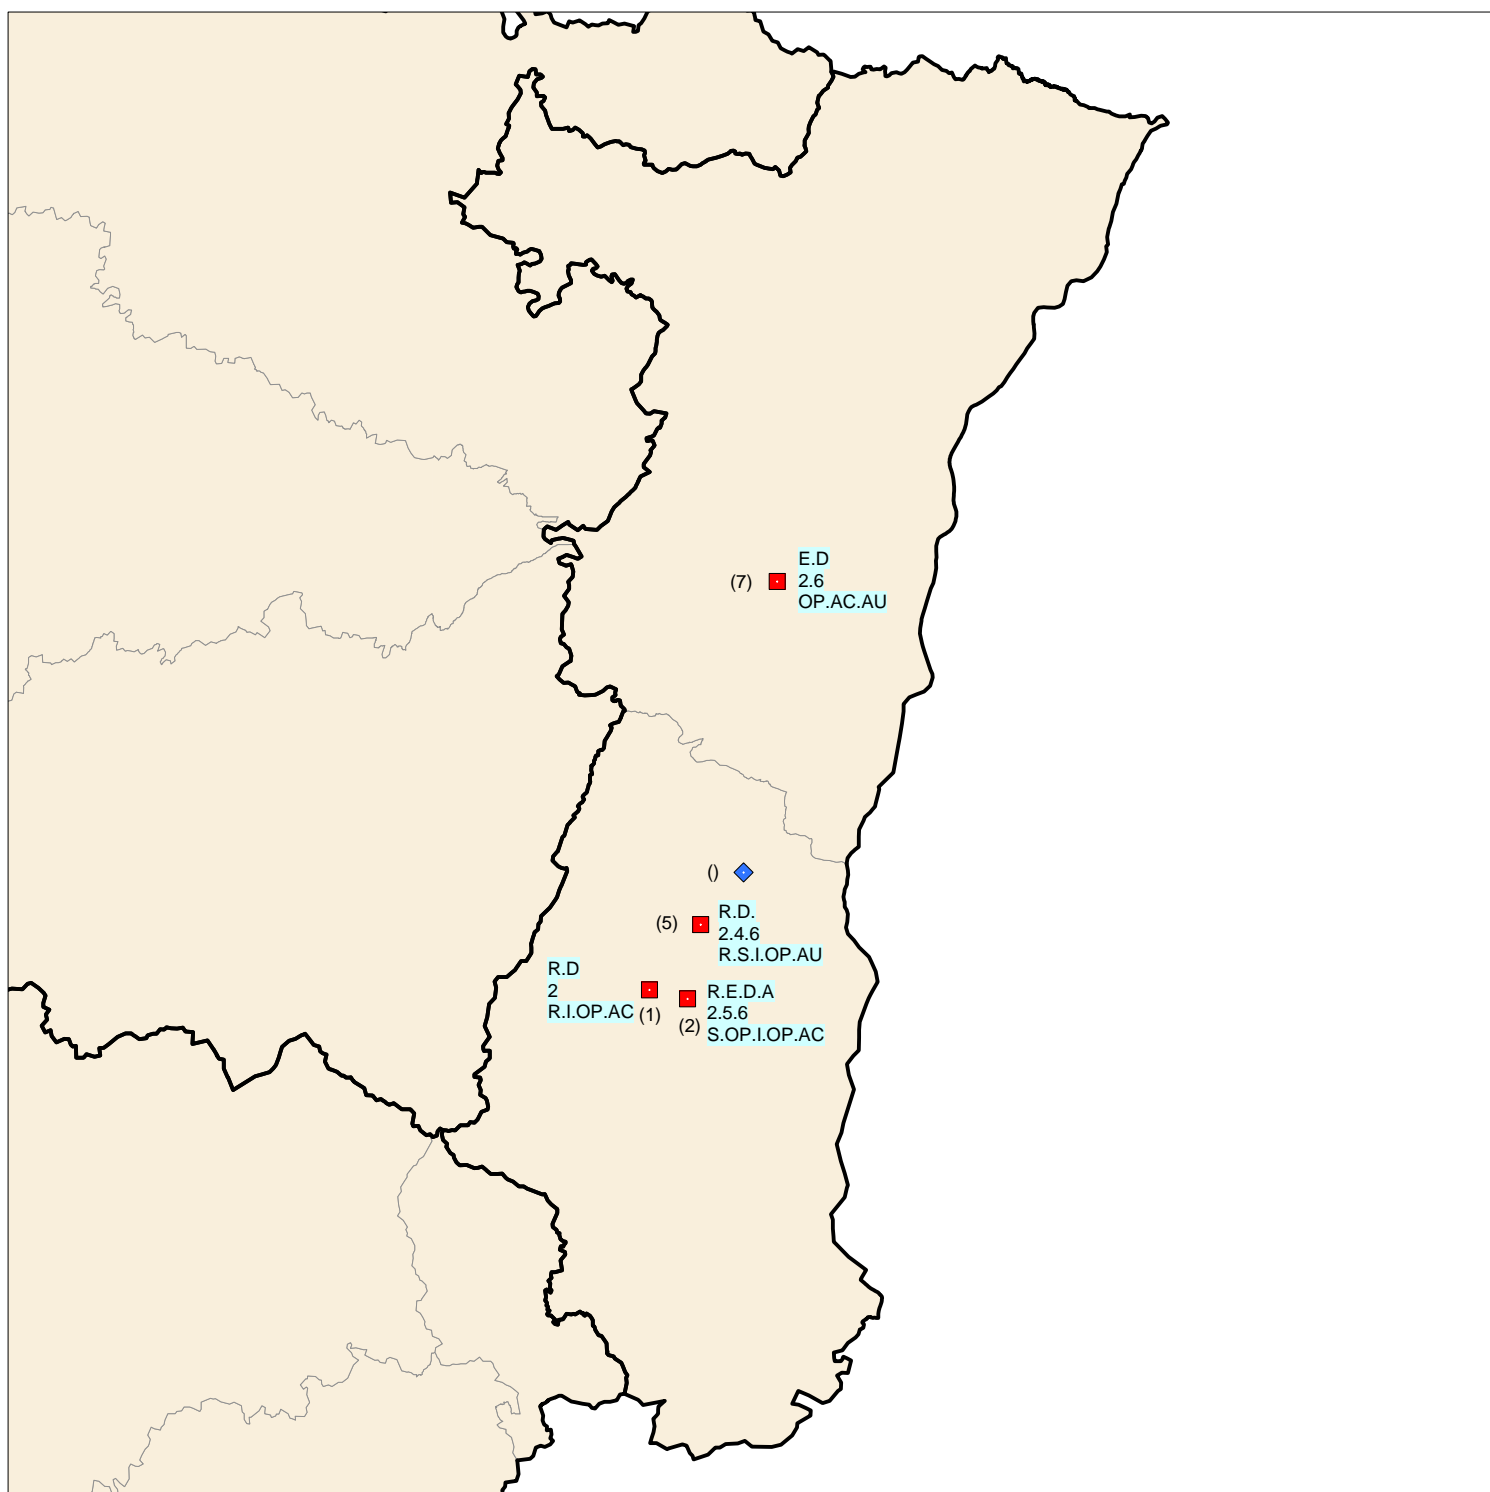 E.D
(7)
2.6
OP.AC.AU
()
R.D.
(5)
2.4.6
R.S.I.OP.AU
R.D
2
R.I.OP.AC
(1)
R.E.D.A
2.5.6
(2)
S.OP.I.OP.AC